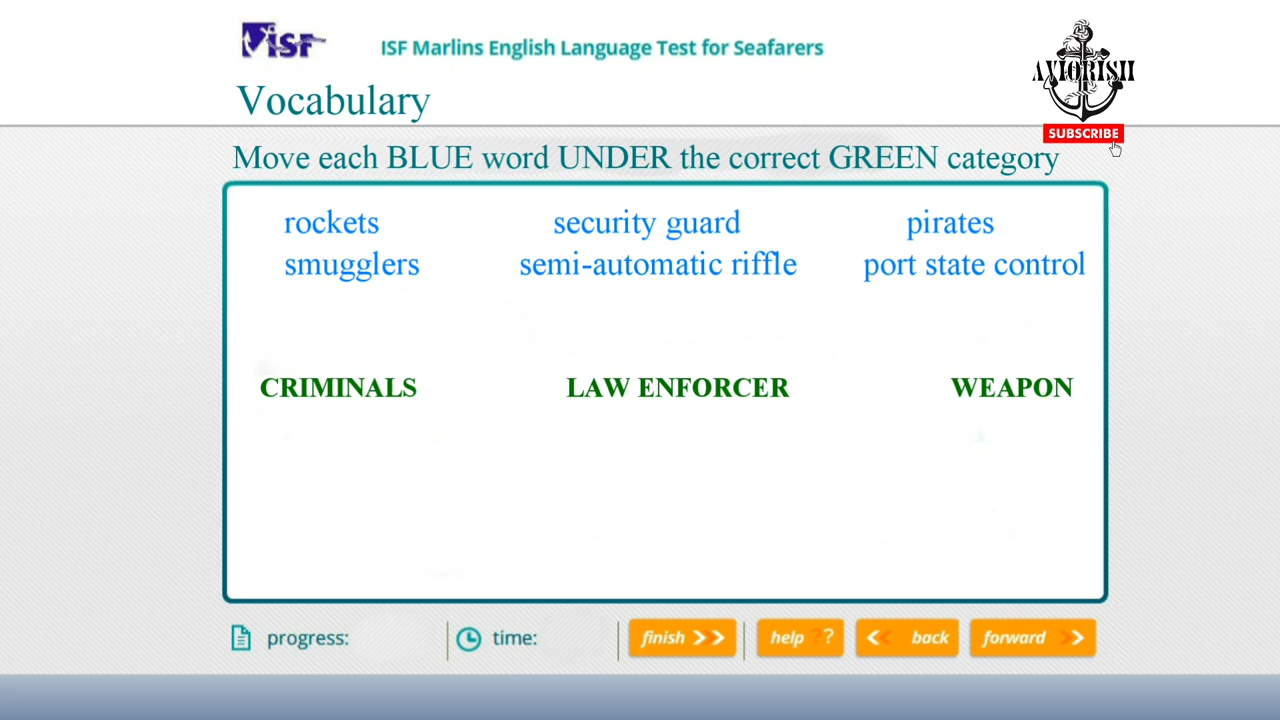 ISF
ISF Marlins English Language Test for Seafarers
AVIORISH
SUBSCRIBE
Vocabulary
Move each BLUE word UNDER the correct GREEN category
rockets security guard pirates
smugglers semi-automatic riffle port state control
CRIMINALS LAW ENFORCER WEAPON
progress: time: finish help ?? back forward